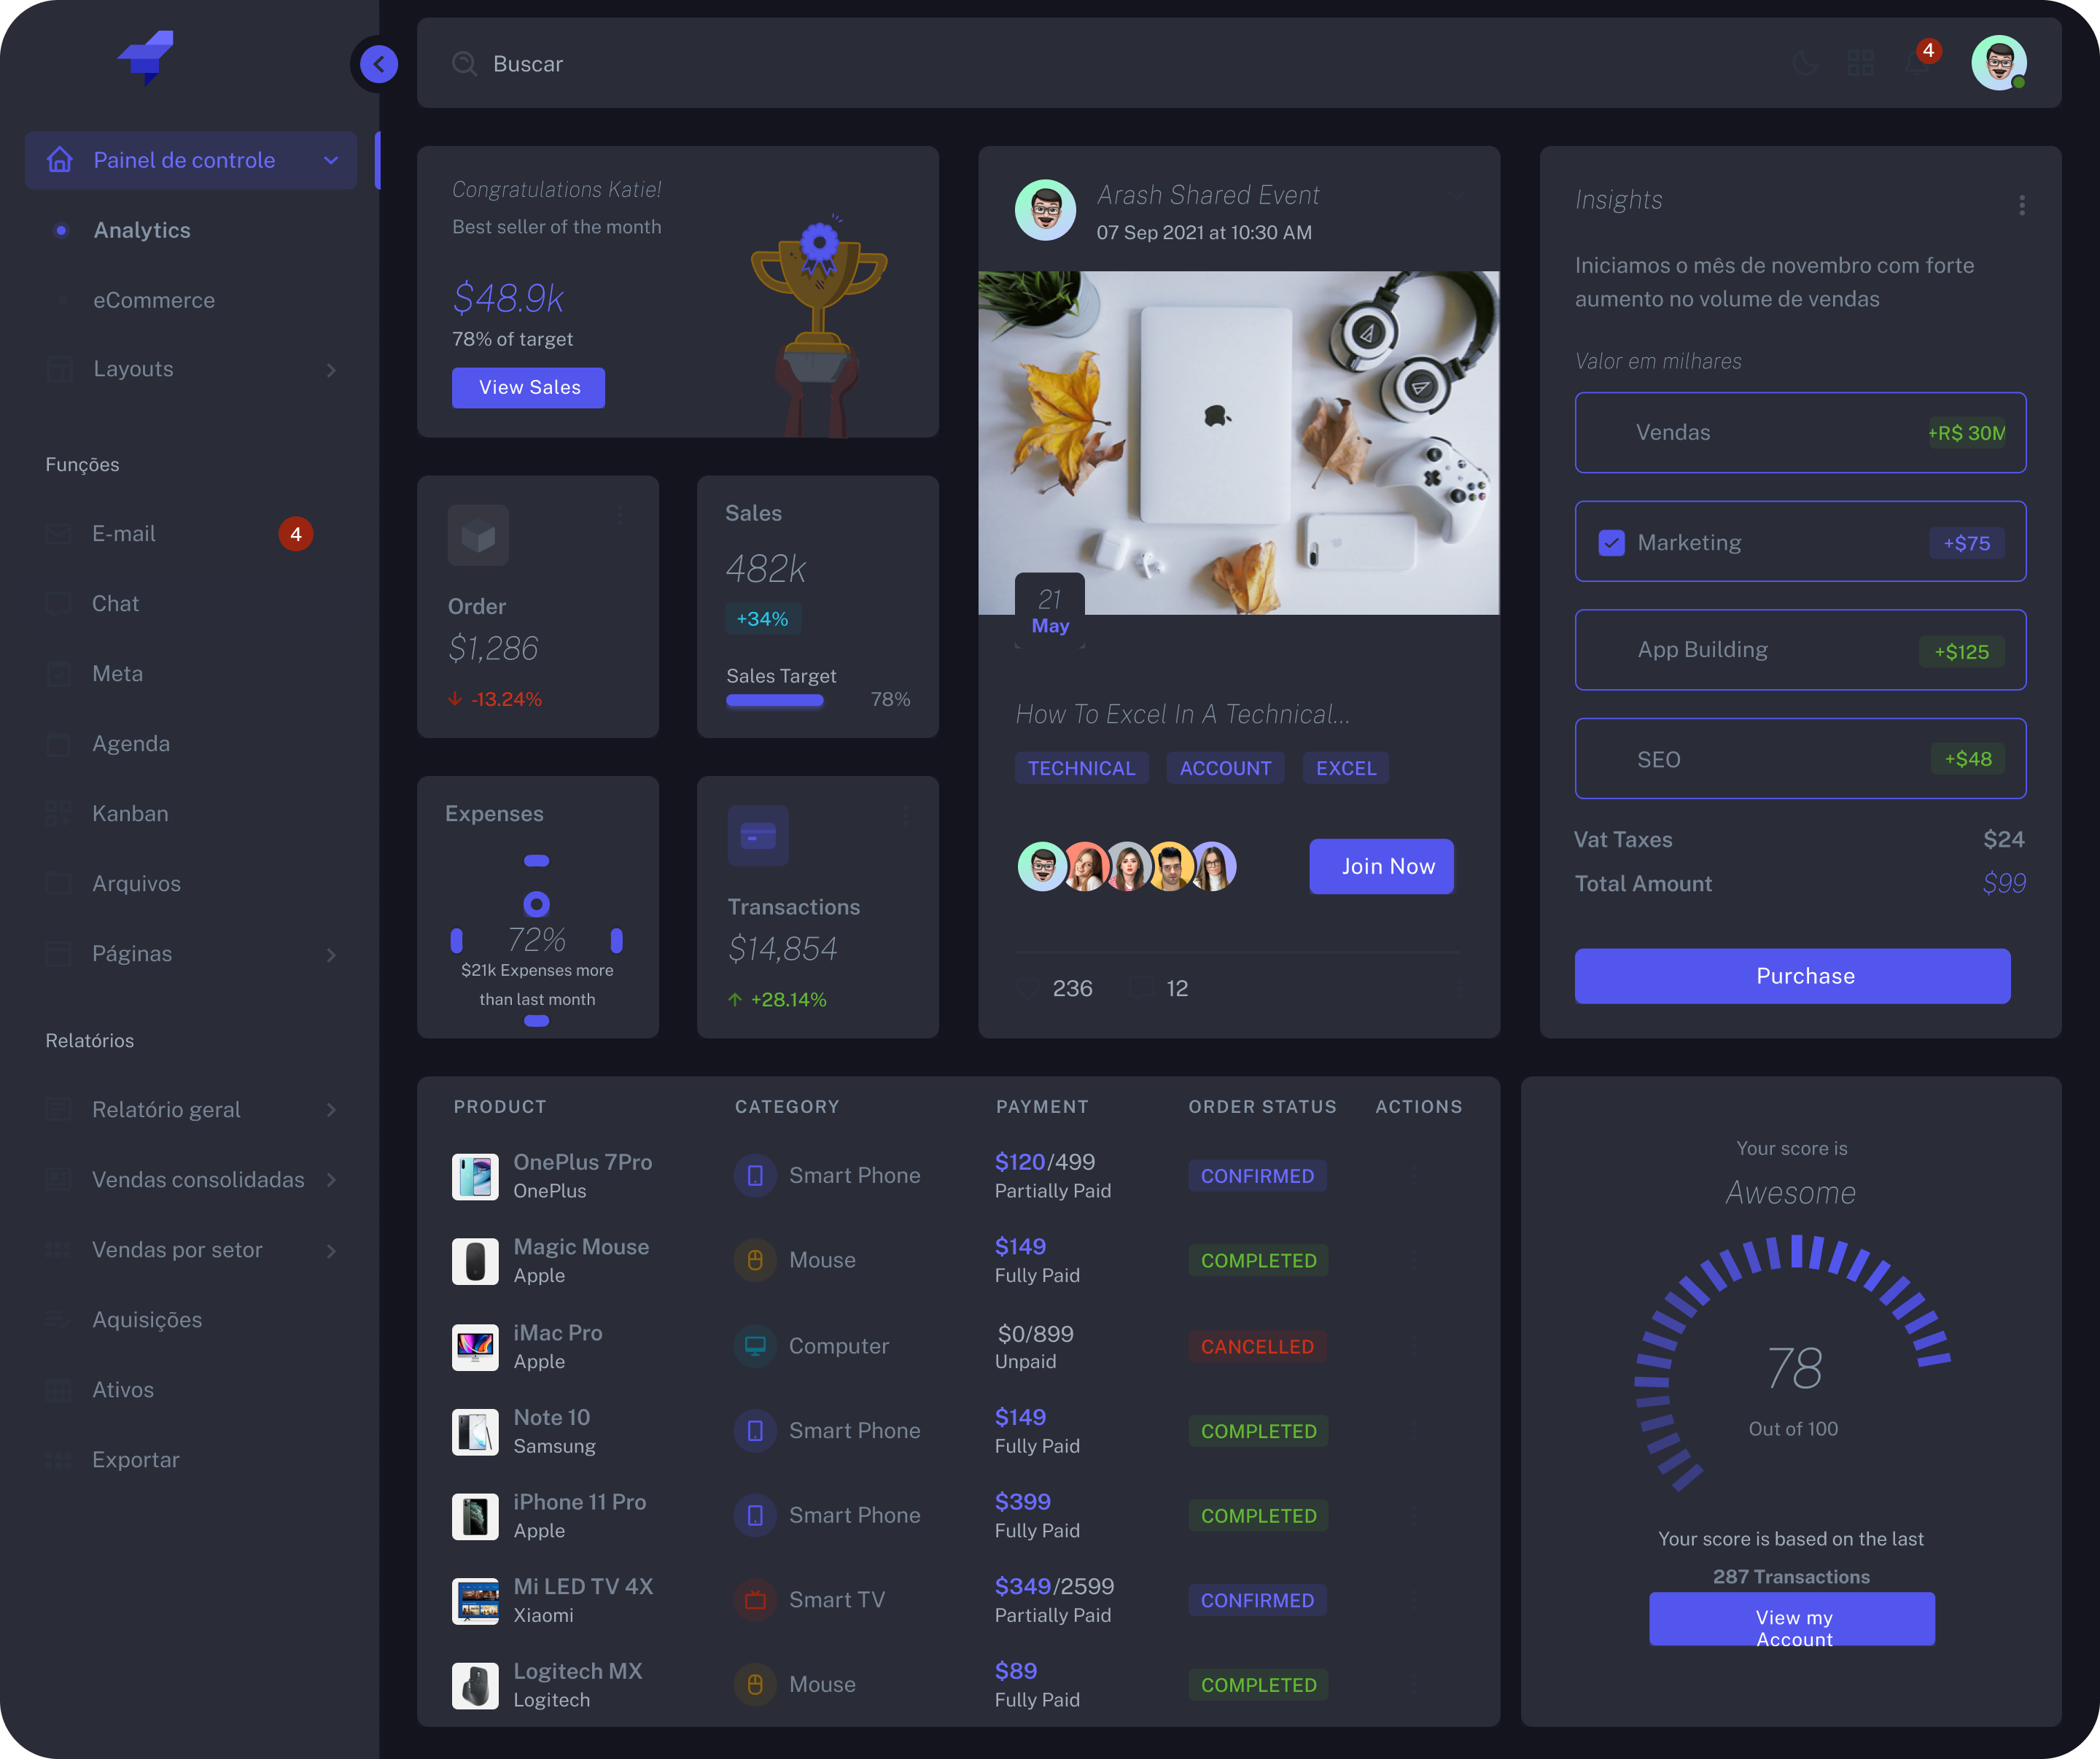 Buscar
4
Painel de controle
Analytics
eCommerce
Layouts
Funções
E-mail
4
Chat
Meta
Agenda
Kanban
Arquivos
Páginas
Relatórios
Relatório geral
Vendas consolidadas
Vendas por setor
Aquisições
Ativos
Exportar
Congratulations Katie!
Best seller of the month
$48.9k
78% of target
View Sales
Order
$1,286
-13.24%
Sales
482k
+34%
Sales Target
78%
Expenses
72%
$21k Expenses more
than last month
Transactions
$14,854
+28.14%
Arash Shared Event
07 Sep 2021 at 10:30 AM
21
May
How To Excel In A Technical...
TECHNICAL ACCOUNT EXCEL
Join Now
236 12
Insights
Iniciamos o mês de novembro com forte
aumento no volume de vendas
Valor em milhares
Vendas +R$ 30M
Marketing +$75
App Building +$125
SEO +$48
Vat Taxes $24
Total Amount $99
Purchase
PRODUCT CATEGORY PAYMENT ORDER STATUS ACTIONS
OnePlus 7Pro Smart Phone $120/499 CONFIRMED
OnePlus Partially Paid
Magic Mouse Mouse $149 COMPLETED
Apple Fully Paid
iMac Pro Computer $0/899 CANCELLED
Apple Unpaid
Note 10 Smart Phone $149 COMPLETED
Samsung Fully Paid
iPhone 11 Pro Smart Phone $399 COMPLETED
Apple Fully Paid
Mi LED TV 4X Smart TV $349/2599 CONFIRMED
Xiaomi Partially Paid
Logitech MX Mouse $89 COMPLETED
Logitech Fully Paid
Your score is
Awesome
78
Out of 100
Your score is based on the last
287 Transactions
View my
Account